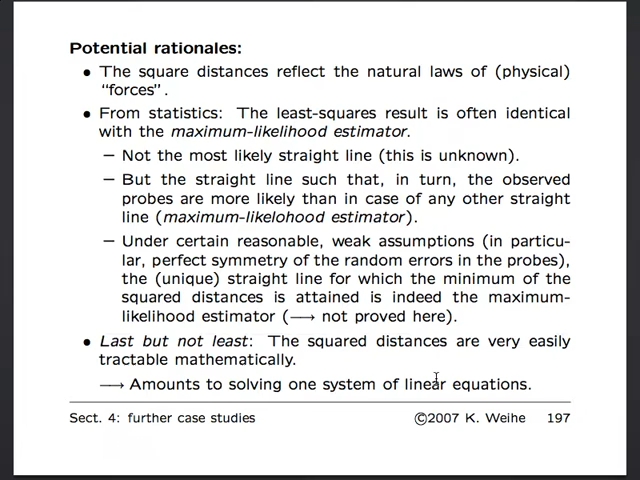 Potential rationales:
● The square distances reflect the natural laws of (physical)
“forces”.
● From statistics: The least-squares result is often identical
with the maximum-likelihood estimator.
– Not the most likely straight line (this is unknown).
– But the straight line such that, in turn, the observed
probes are more likely than in case of any other straight
line (maximum-likelohood estimator).
– Under certain reasonable, weak assumptions (in particu-
lar, perfect symmetry of the random errors in the probes),
the (unique) straight line for which the minimum of the
squared distances is attained is indeed the maximum-
likelihood estimator (⟶ not proved here).
● Last but not least: The squared distances are very easily
tractable mathematically.
⟶ Amounts to solving one system of linear equations.
Sect. 4: further case studies ©2007 K. Weihe 197